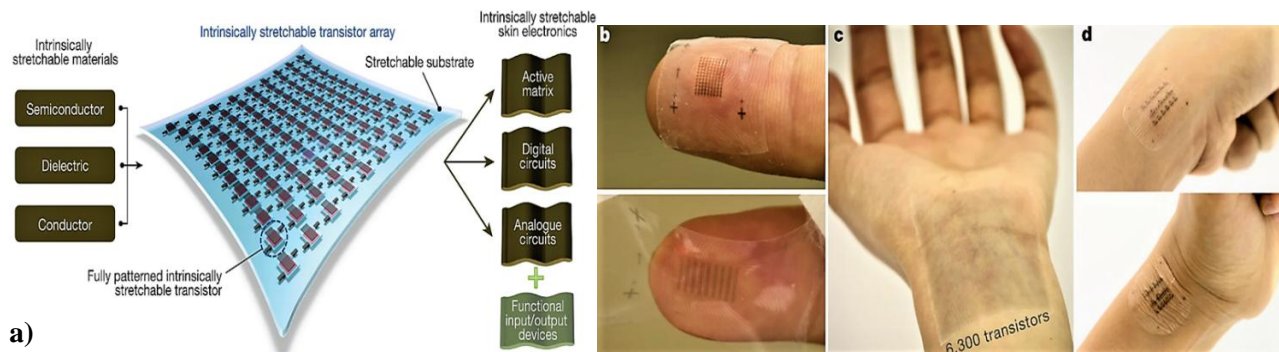 Intrinsically
stretchable materials
Semiconductor
Dielectric
Conductor
Intrinsically stretchable transistor array
Stretchable substrate
Fully patterned intrinsically
stretchable transistor
Intrinsically stretchable
skin electronics
Active
matrix
Digital
circuits
Analogue
circuits
+
Functional
input/output
devices
a)
b
c
6,300 transistors
d